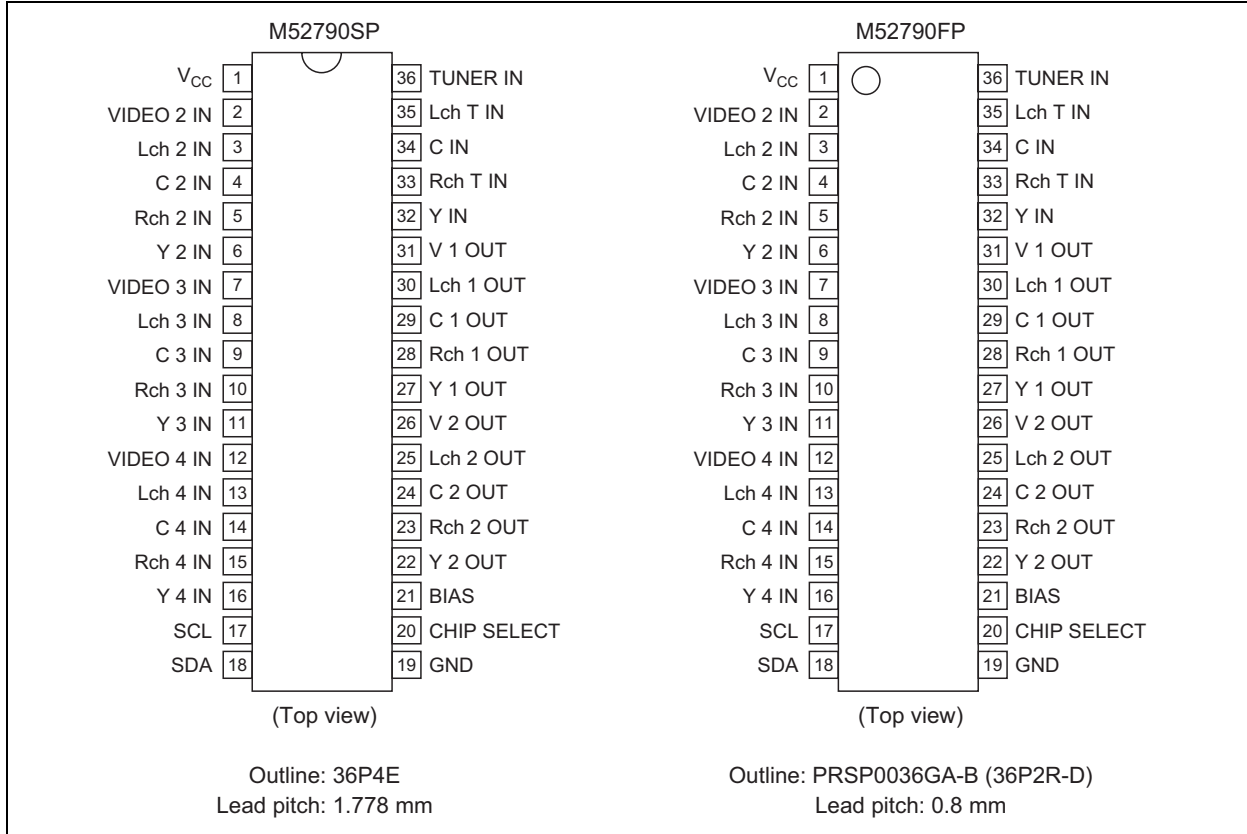 M52790SP
VCC 1 36 TUNER IN
VIDEO 2 IN 2 35 Lch T IN
Lch 2 IN 3 34 C IN
C 2 IN 4 33 Rch T IN
Rch 2 IN 5 32 Y IN
Y 2 IN 6 31 V 1 OUT
VIDEO 3 IN 7 30 Lch 1 OUT
Lch 3 IN 8 29 C 1 OUT
C 3 IN 9 28 Rch 1 OUT
Rch 3 IN 10 27 Y 1 OUT
Y 3 IN 11 26 V 2 OUT
VIDEO 4 IN 12 25 Lch 2 OUT
Lch 4 IN 13 24 C 2 OUT
C 4 IN 14 23 Rch 2 OUT
Rch 4 IN 15 22 Y 2 OUT
Y 4 IN 16 21 BIAS
SCL 17 20 CHIP SELECT
SDA 18 19 GND
(Top view)
Outline: 36P4E
Lead pitch: 1.778 mm
M52790FP
VCC 1 36 TUNER IN
VIDEO 2 IN 2 35 Lch T IN
Lch 2 IN 3 34 C IN
C 2 IN 4 33 Rch T IN
Rch 2 IN 5 32 Y IN
Y 2 IN 6 31 V 1 OUT
VIDEO 3 IN 7 30 Lch 1 OUT
Lch 3 IN 8 29 C 1 OUT
C 3 IN 9 28 Rch 1 OUT
Rch 3 IN 10 27 Y 1 OUT
Y 3 IN 11 26 V 2 OUT
VIDEO 4 IN 12 25 Lch 2 OUT
Lch 4 IN 13 24 C 2 OUT
C 4 IN 14 23 Rch 2 OUT
Rch 4 IN 15 22 Y 2 OUT
Y 4 IN 16 21 BIAS
SCL 17 20 CHIP SELECT
SDA 18 19 GND
(Top view)
Outline: PRSP0036GA-B (36P2R-D)
Lead pitch: 0.8 mm